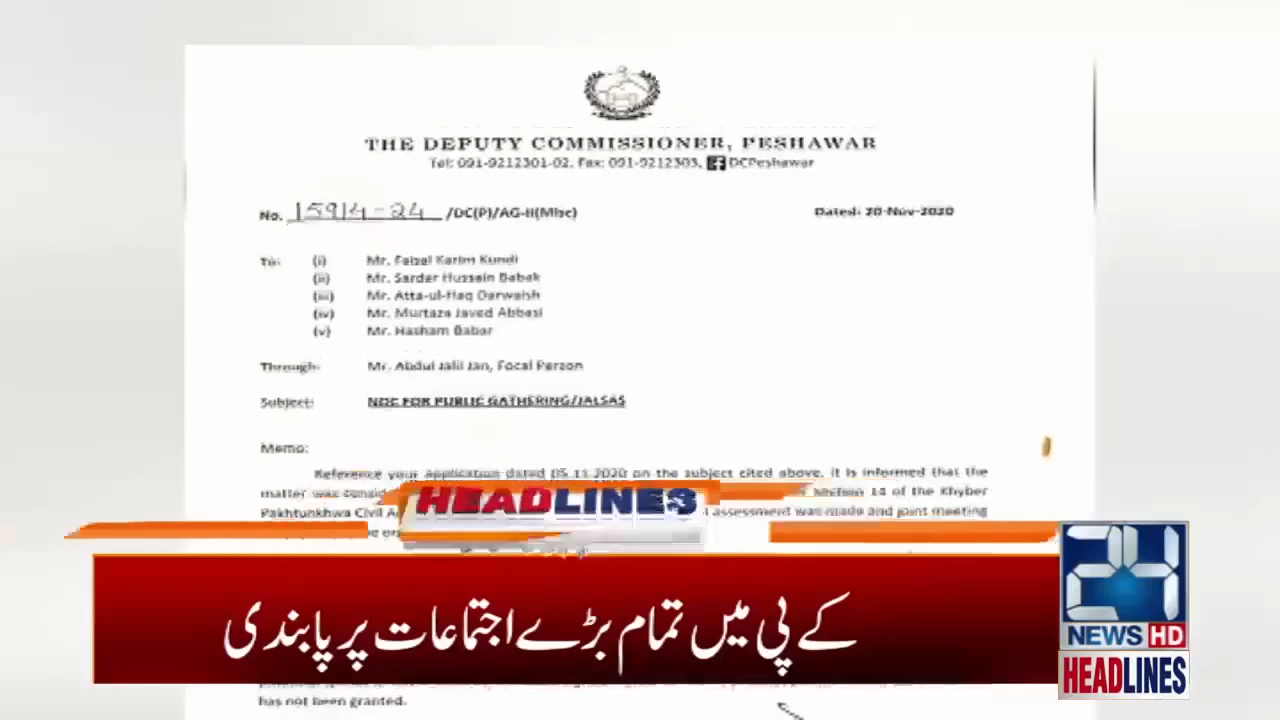 THE DEPUTY COMMISSIONER, PESHAWAR
Tel: 091-9212301-02, Fax: 091-9212303, DCPeshawar
No. 15914-24 /DC(P)/AG-II(Misc)
Dated: 20-Nov-2020
To: (i) Mr. Faisal Karim Kundi
(ii) Mr. Sardar Hussain Babak
(iii) Mr. Atta-ul-Haq Darwaish
(iv) Mr. Murtaza Javed Abbasi
(v) Mr. Hasham Babar
Through: Mr. Abdul Jalil Jan, Focal Person
Subject: NOC FOR PUBLIC GATHERING/JALSAS
Memo:
Reference your application dated 05.11.2020 on the subject cited above, it is informed that the
matter was of the Khyber
Pakhtunkhwa Civil assessment was made and joint meeting
HEADLINES
کے پی میں تمام بڑے اجتماعات پر پابندی
24
NEWS HD
HEADLINES
has not been granted.